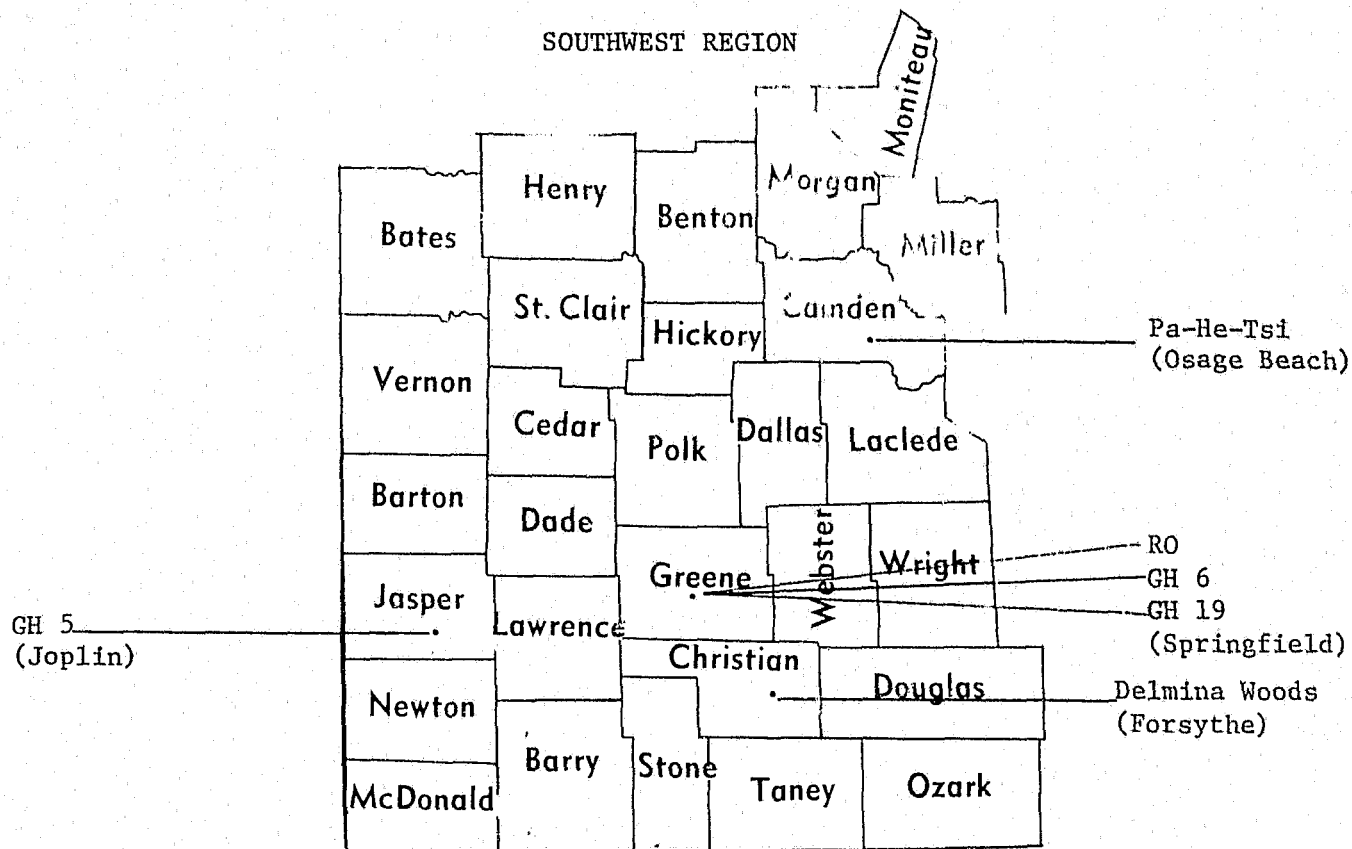 SOUTHWEST REGION
Moniteau
Morgan
Henry
Benton
Bates
Miller
St. Clair
Camden
Hickory
Pa-He-Tsi
(Osage Beach)
Vernon
Cedar
Polk
Dallas
Laclede
Barton
Dade
Webster
Wright
RO
Greene
GH 6
Jasper
GH 19
Lawrence
(Springfield)
GH 5
(Joplin)
Christian
Douglas
Delmina Woods
(Forsythe)
Newton
Barry
Stone
McDonald
Taney
Ozark